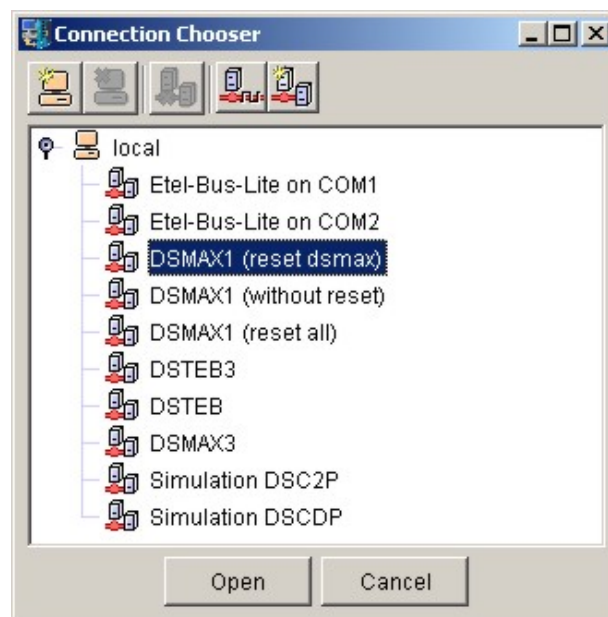 Connection Chooser
local
Etel-Bus-Lite on COM1
Etel-Bus-Lite on COM2
DSMAX1 (reset dsmax)
DSMAX1 (without reset)
DSMAX1 (reset all)
DSTEB3
DSTEB
DSMAX3
Simulation DSC2P
Simulation DSCDP
Open Cancel